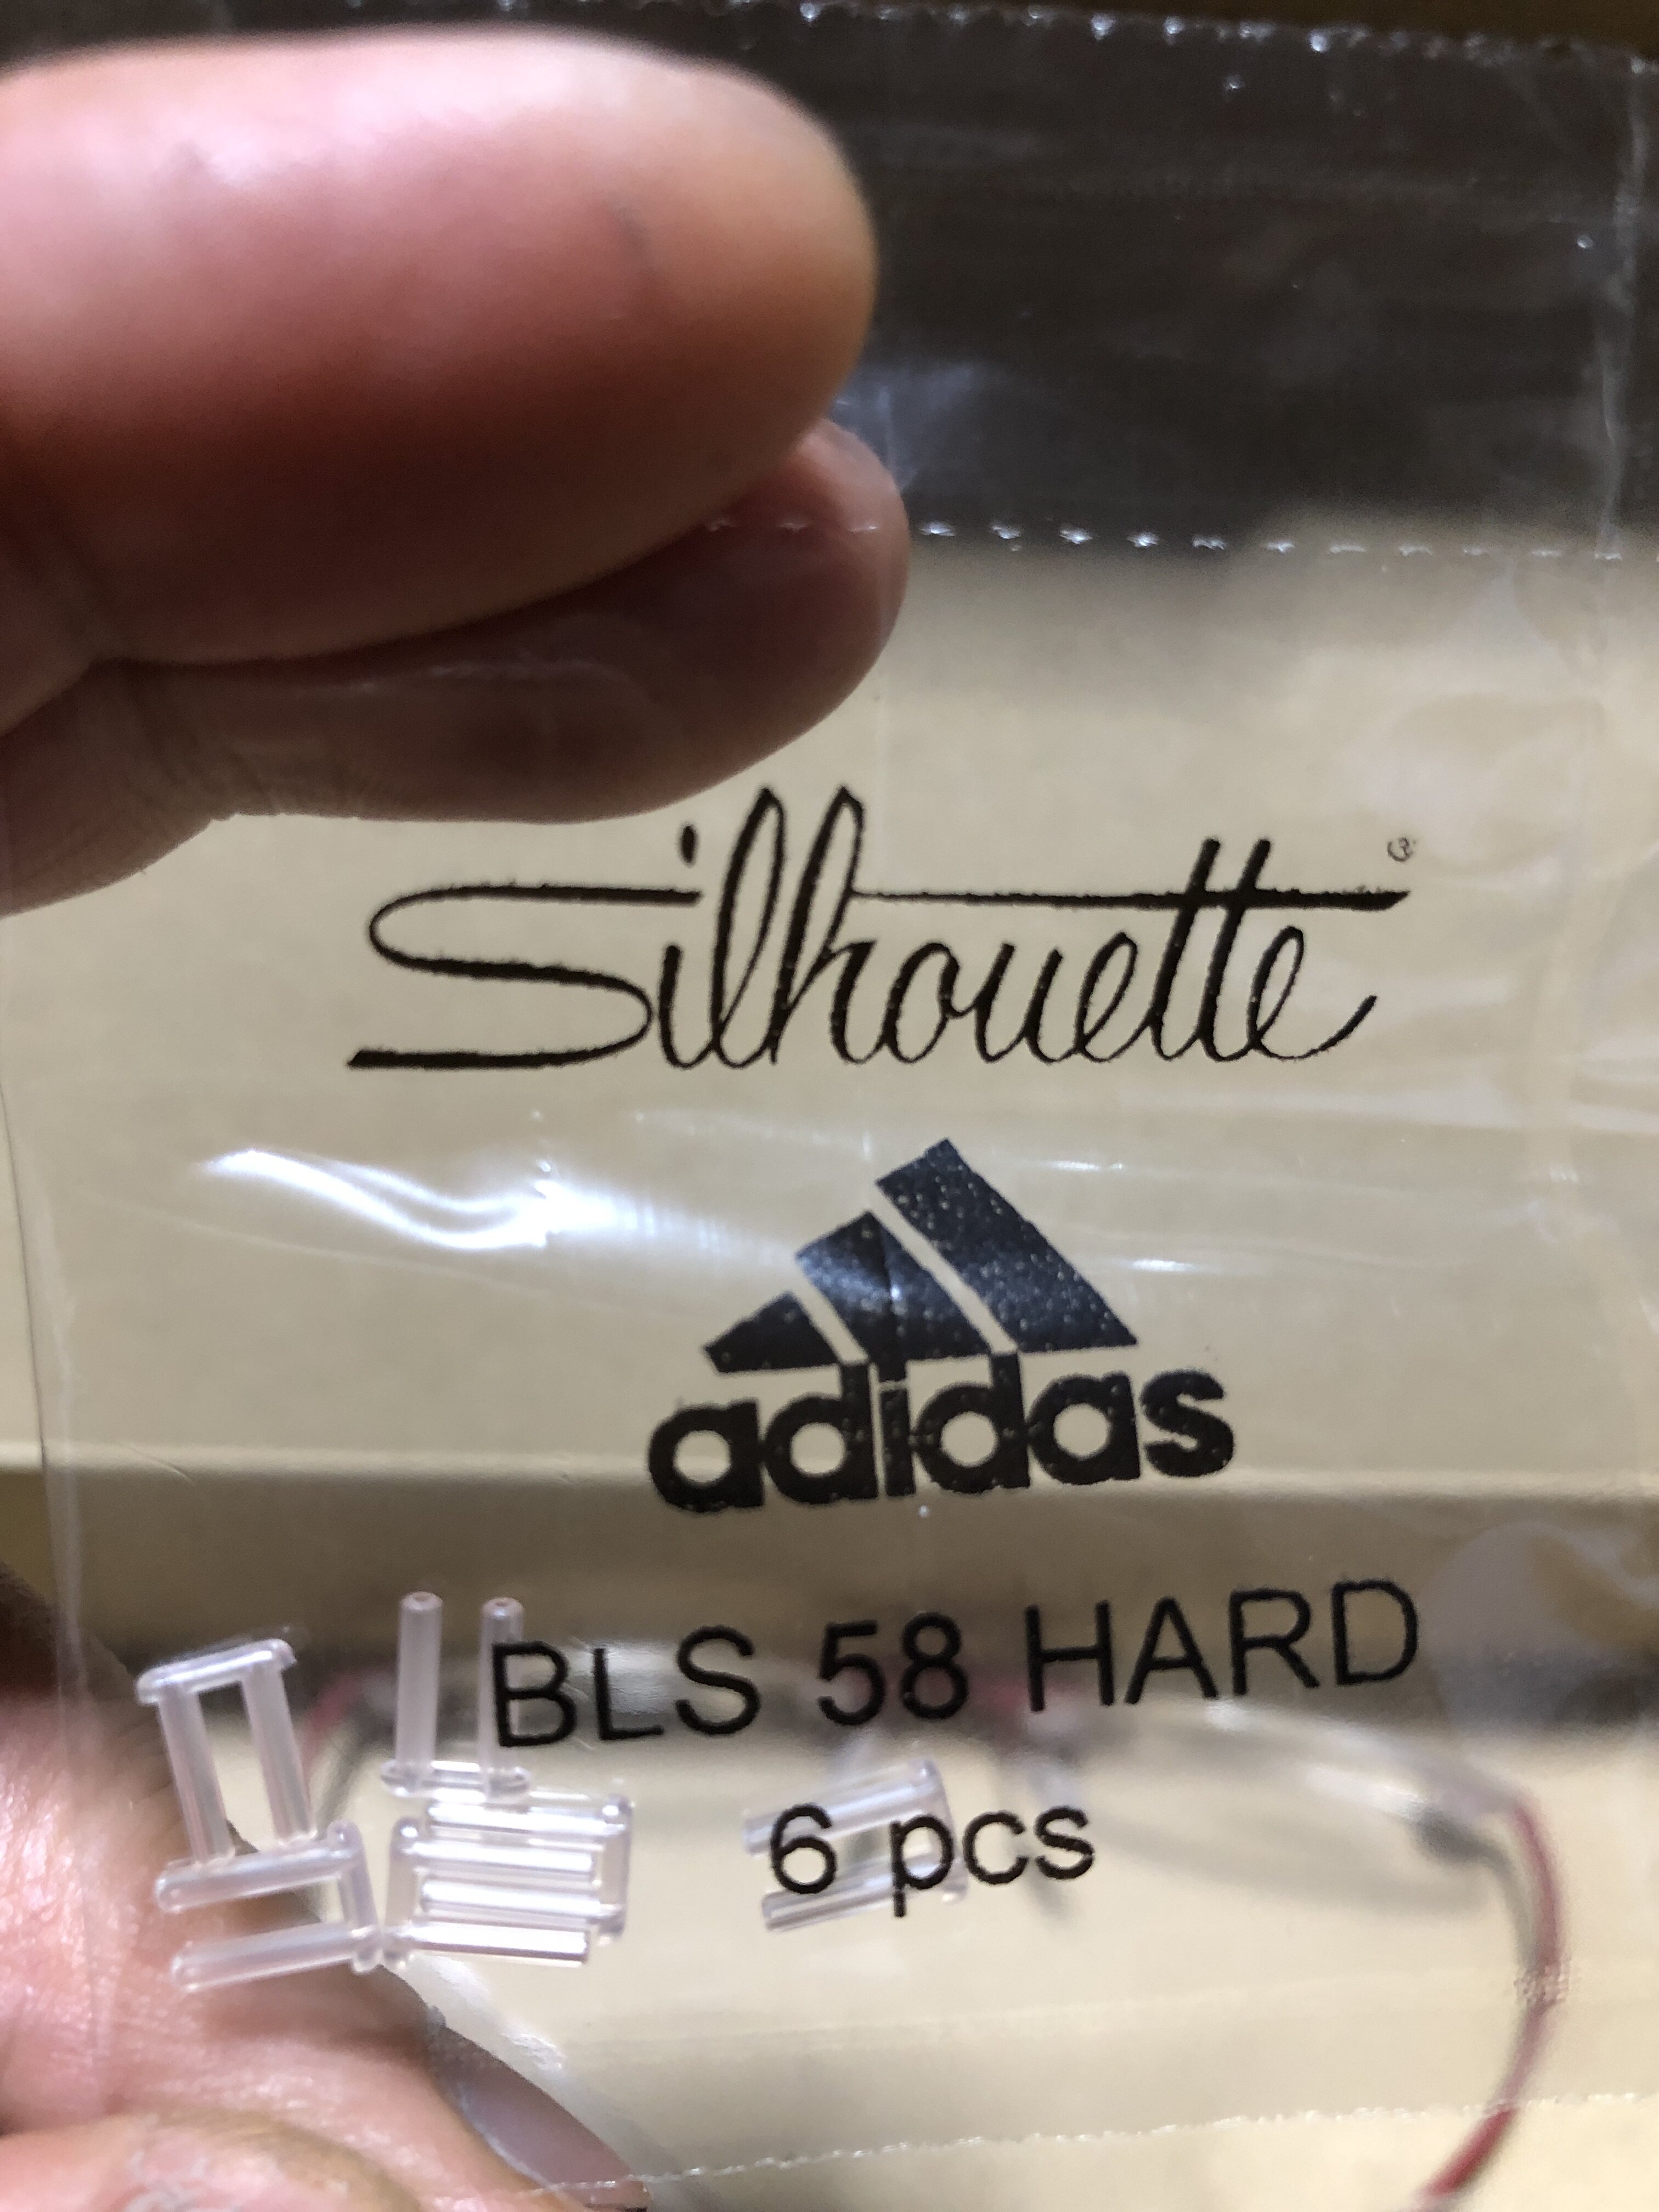 Silhouette®
adidas
BLS 58 HARD
6 pcs